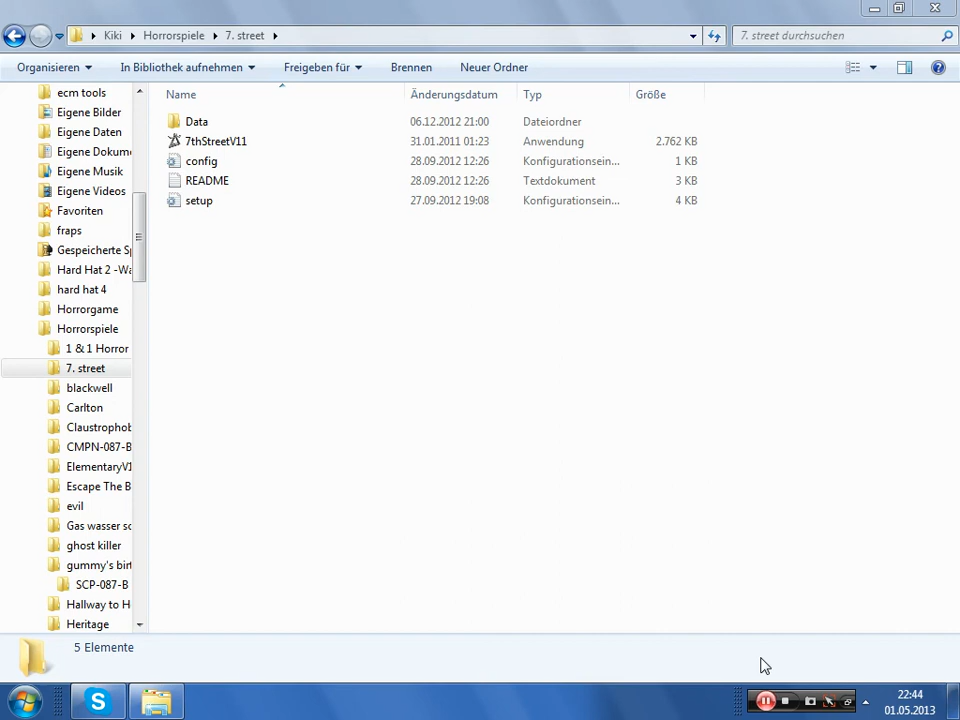 Kiki Horrorspiele 7. street
7. street durchsuchen
Organisieren In Bibliothek aufnehmen Freigeben für Brennen Neuer Ordner
Name Änderungsdatum Typ Größe
Data 06.12.2012 21:00 Dateiordner
7thStreetV11 31.01.2011 01:23 Anwendung 2.762 KB
config 28.09.2012 12:26 Konfigurationsein... 1 KB
README 28.09.2012 12:26 Textdokument 3 KB
setup 27.09.2012 19:08 Konfigurationsein... 4 KB
ecm tools
Eigene Bilder
Eigene Daten
Eigene Dokum
Eigene Musik
Eigene Videos
Favoriten
fraps
Gespeicherte Sp
Hard Hat 2 -Wa
hard hat 4
Horrorgame
Horrorspiele
1 & 1 Horror
7. street
blackwell
Carlton
Claustrophob
CMPN-087-B
ElementaryV1
Escape The B
evil
Gas wasser sc
ghost killer
gummy's birt
SCP-087-B
Hallway to H
Heritage
5 Elemente
22:44
01.05.2013